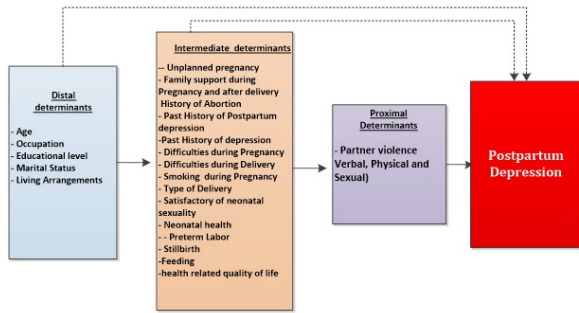 Distal
determinants
- Age
- Occupation
- Educational level
- Marital Status
- Living Arrangements
Intermediate determinants
-- Unplanned pregnancy
- Family support during
Pregnancy and after delivery
History of Abortion
- Past History of Postpartum
depression
-Past History of depression
- Difficulties during Pregnancy
- Difficulties during Delivery
- Smoking during Pregnancy
- Type of Delivery
- Satisfactory of neonatal
sexuality
- Neonatal health
- - Preterm Labor
- Stillbirth
-Feeding
-health related quality of life
Proximal
Determinants
- Partner violence
Verbal, Physical and
Sexual)
Postpartum
Depression